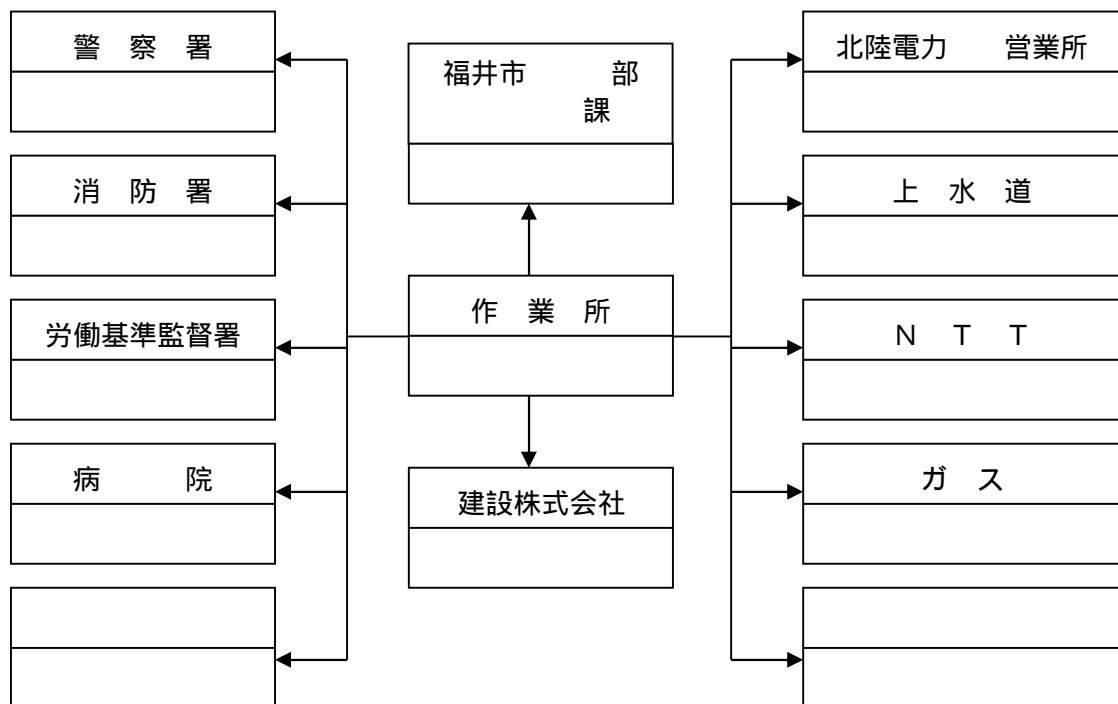 警　察　署
消　防　署
労働基準監督署
病　　　院
福井市　　　部
課
作　業　所
建設株式会社
北陸電力　　営業所
上　水　道
Ｎ　Ｔ　Ｔ
ガ　ス